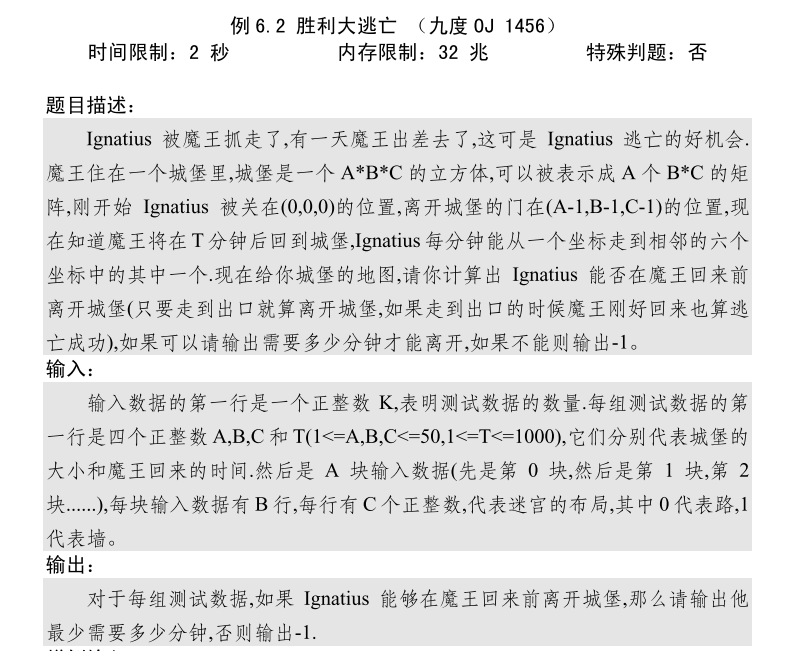 例 6.2 胜利大逃亡 （九度 OJ 1456）
时间限制：2 秒 内存限制：32 兆 特殊判题：否
题目描述：
Ignatius 被魔王抓走了,有一天魔王出差去了,这可是 Ignatius 逃亡的好机会.
魔王住在一个城堡里,城堡是一个 A*B*C 的立方体,可以被表示成 A 个 B*C 的矩
阵,刚开始 Ignatius 被关在(0,0,0)的位置,离开城堡的门在(A-1,B-1,C-1)的位置,现
在知道魔王将在 T 分钟后回到城堡,Ignatius 每分钟能从一个坐标走到相邻的六个
坐标中的其中一个.现在给你城堡的地图,请你计算出 Ignatius 能否在魔王回来前
离开城堡(只要走到出口就算离开城堡,如果走到出口的时候魔王刚好回来也算逃
亡成功),如果可以请输出需要多少分钟才能离开,如果不能则输出-1。
输入：
输入数据的第一行是一个正整数 K,表明测试数据的数量.每组测试数据的第
一行是四个正整数 A,B,C 和 T(1<=A,B,C<=50,1<=T<=1000),它们分别代表城堡的
大小和魔王回来的时间.然后是 A 块输入数据(先是第 0 块,然后是第 1 块,第 2
块......),每块输入数据有 B 行,每行有 C 个正整数,代表迷宫的布局,其中 0 代表路,1
代表墙。
输出：
对于每组测试数据,如果 Ignatius 能够在魔王回来前离开城堡,那么请输出他
最少需要多少分钟,否则输出-1.